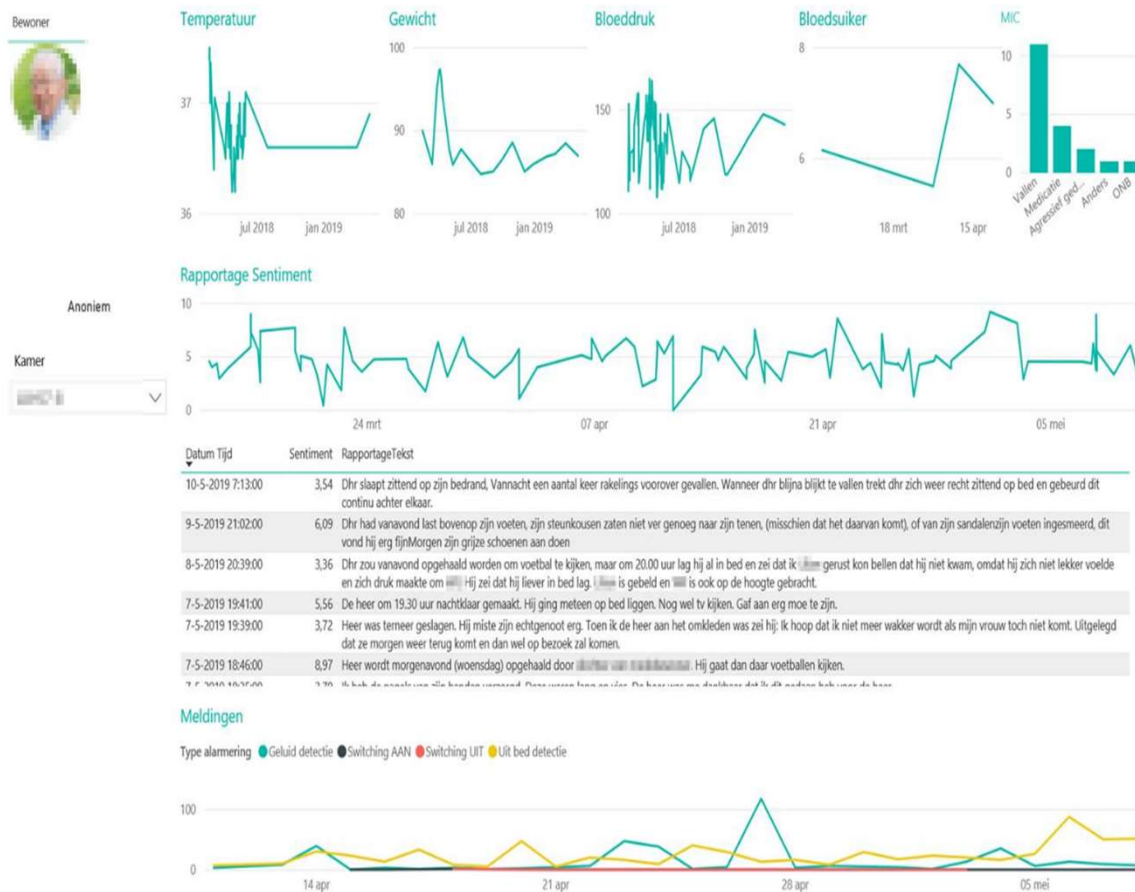 Bewoner
Temperatuur
Gewicht
Bloeddruk
Bloedsuiker
MIC
37
36
jul 2018
jan 2019
100
90
80
jul 2018
jan 2019
150
100
jul 2018
jan 2019
8
6
18 mrt
15 apr
10
5
0
Vallen
Medicatie
Agressief ged...
Anders
ONB
Anoniem
Kamer
Rapportage Sentiment
10
5
0
24 mrt
07 apr
21 apr
05 mei
Datum Tijd Sentiment RapportageTekst
10-5-2019 7:13:00 3,54 Dhr slaapt zittend op zijn bedrand, Vannacht een aantal keer rakelings voorover gevallen. Wanneer dhr blijna blijkt te vallen trekt dhr zich weer recht zittend op bed en gebeurd dit
continu achter elkaar.
9-5-2019 21:02:00 6,09 Dhr had vanavond last bovenop zijn voeten, zijn steunkousen zaten niet ver genoeg naar zijn tenen, (misschien dat het daarvan komt), of van zijn sandalenzijn voeten ingesmeerd, dit
vond hij erg fijnMorgen zijn grijze schoenen aan doen
8-5-2019 20:39:00 3,36 Dhr zou vanavond opgehaald worden om voetbal te kijken, maar om 20.00 uur lag hij al in bed en zei dat ik gerust kon bellen dat hij niet kwam, omdat hij zich niet lekker voelde
en zich druk maakte om Hij zei dat hij liever in bed lag. is gebeld en is ook op de hoogte gebracht.
7-5-2019 19:41:00 5,56 De heer om 19.30 uur nachtklaar gemaakt. Hij ging meteen op bed liggen. Nog wel tv kijken. Gaf aan erg moe te zijn.
7-5-2019 19:39:00 3,72 Heer was terneer geslagen. Hij miste zijn echtgenoot erg. Toen ik de heer aan het omkleden was zei hij: Ik hoop dat ik niet meer wakker wordt als mijn vrouw toch niet komt. Uitgelegd
dat ze morgen weer terug komt en dan wel op bezoek zal komen.
7-5-2019 18:46:00 8,97 Heer wordt morgenavond (woensdag) opgehaald door . Hij gaat dan daar voetballen kijken.
Meldingen
Type alarmering Geluid detectie Switching AAN Switching UIT Uit bed detectie
100
0
14 apr
21 apr
28 apr
05 mei